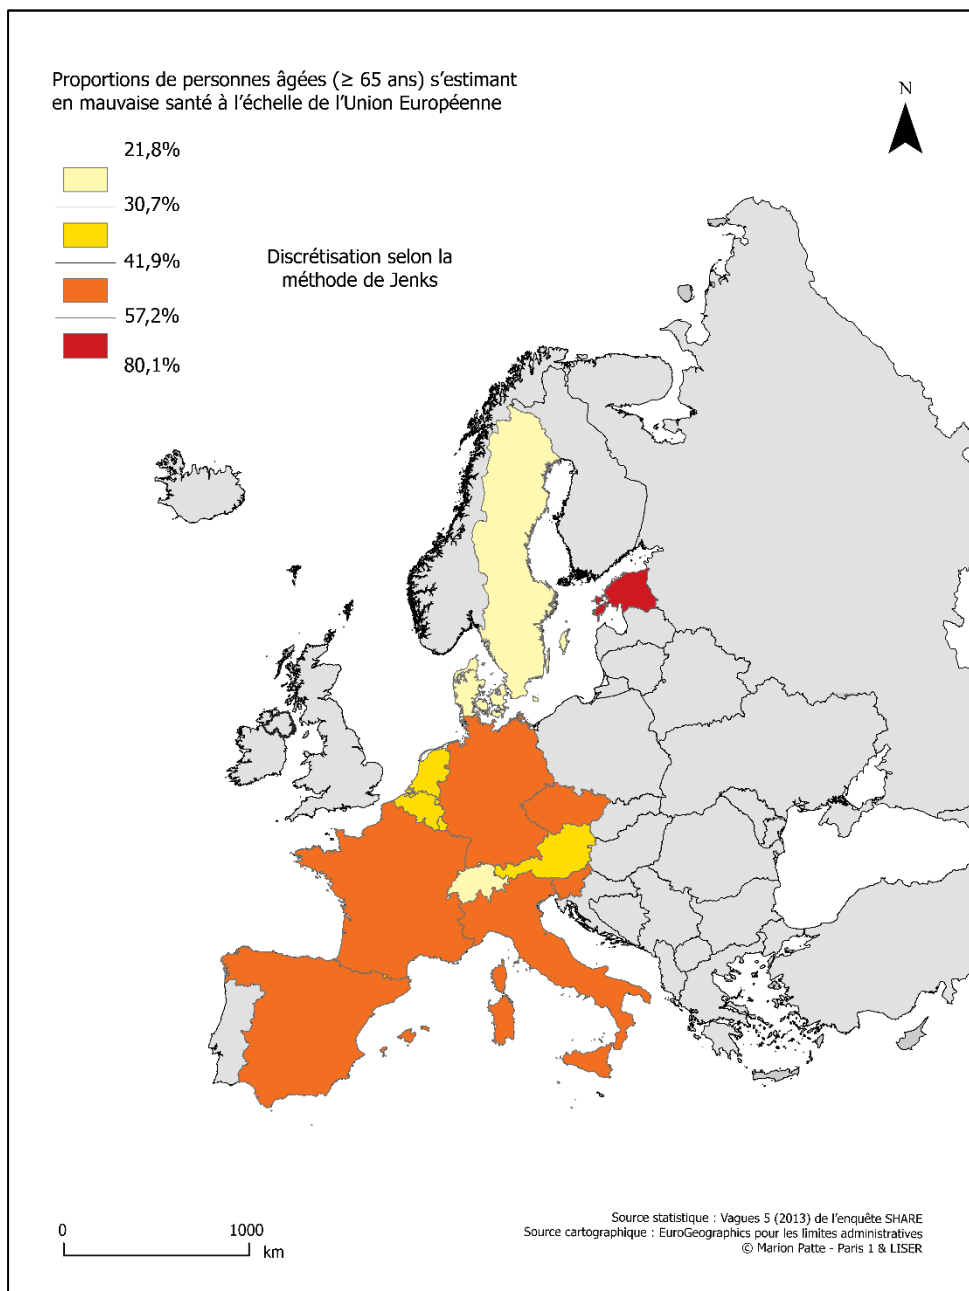 Proportions de personnes âgées (≥ 65 ans) s'estimant
en mauvaise santé à l'échelle de l'Union Européenne
N
21,8%
30,7%
41,9%
57,2%
80,1%
Discrétisation selon la
méthode de Jenks
0
1000
km
Source statistique : Vagues 5 (2013) de l'enquête SHARE
Source cartographique : EuroGeographics pour les limites administratives
© Marion Patte - Paris 1 & LISER